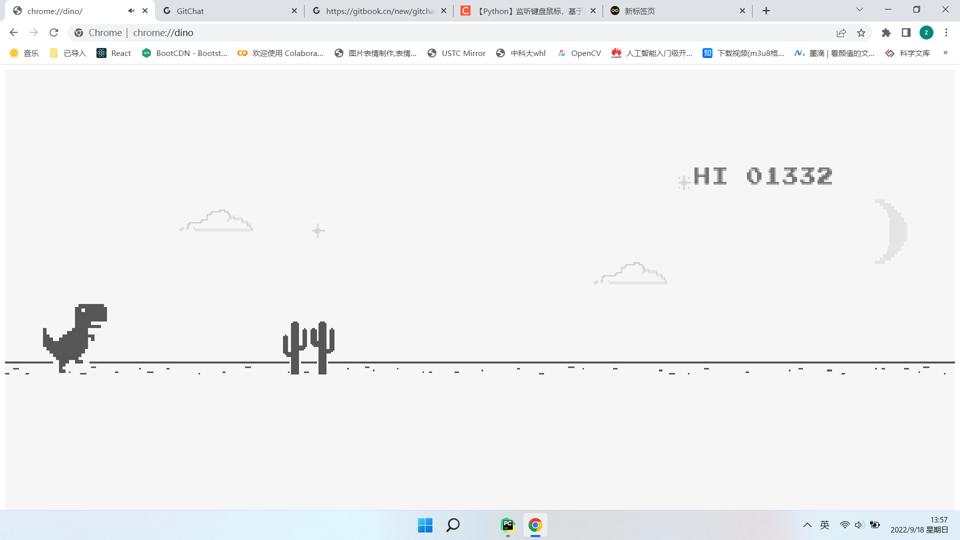 chrome://dino/
GitChat
https://gitbook.cn/new/gitcha
【Python】监听键盘鼠标，基于
新标签页
Chrome | chrome://dino
z
音乐
已导入
React
BootCDN - Bootst...
欢迎使用 Colabora...
图片表情制作,表情...
USTC Mirror
中科大whl
OpenCV
人工智能入门极开...
知 下载视频(m3u8格...
墨滴 | 看颜值的文...
科学文库
»
HI 01332
PC
英
13:57
2022/9/18 星期日